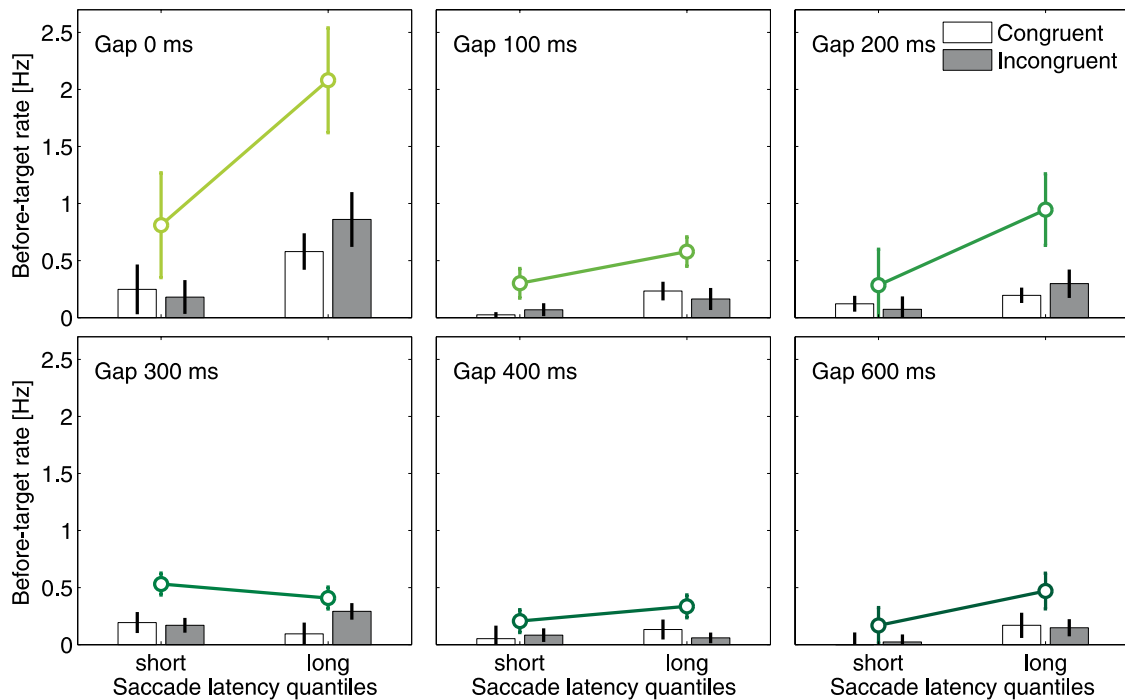 Gap 0 ms
Gap 100 ms
Gap 200 ms
Congruent
Incongruent
Before-target rate [Hz]
2.5
2
1.5
1
0.5
0
Gap 300 ms
Gap 400 ms
Gap 600 ms
Before-target rate [Hz]
2.5
2
1.5
1
0.5
0
short long short long short long
Saccade latency quantiles Saccade latency quantiles Saccade latency quantiles